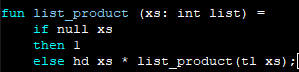 fun list_product (xs: int list) =
if null xs
then 1
else hd xs * list_product(tl xs);